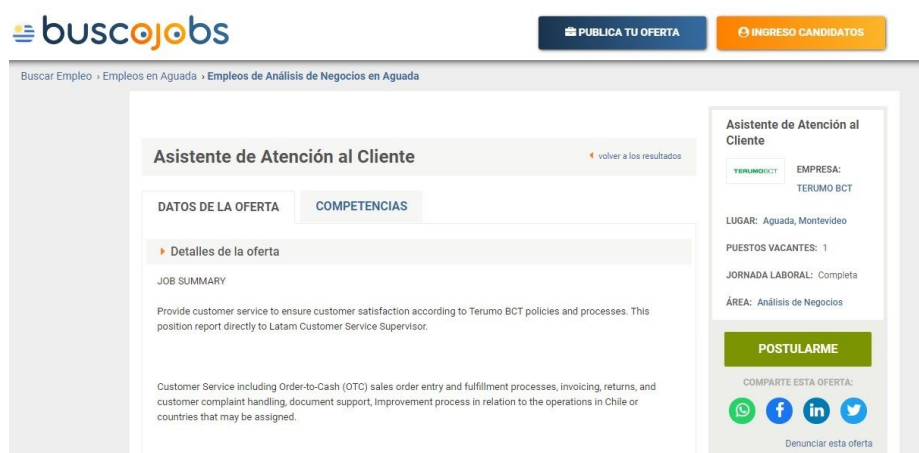 buscojobs
PUBLICA TU OFERTA
INGRESO CANDIDATOS
Buscar Empleo › Empleos en Aguada › Empleos de Análisis de Negocios en Aguada
Asistente de Atención al Cliente
volver a los resultados
DATOS DE LA OFERTA
COMPETENCIAS
Detalles de la oferta
JOB SUMMARY
Provide customer service to ensure customer satisfaction according to Terumo BCT policies and processes. This
position report directly to Latam Customer Service Supervisor.
Customer Service including Order-to-Cash (OTC) sales order entry and fulfillment processes, invoicing, returns, and
customer complaint handling, document support, Improvement process in relation to the operations in Chile or
countries that may be assigned.
Asistente de Atención al
Cliente
TERUMOBCT
EMPRESA:
TERUMO BCT
LUGAR: Aguada, Montevideo
PUESTOS VACANTES: 1
JORNADA LABORAL: Completa
ÁREA: Análisis de Negocios
POSTULARME
COMPARTE ESTA OFERTA:
Denunciar esta oferta